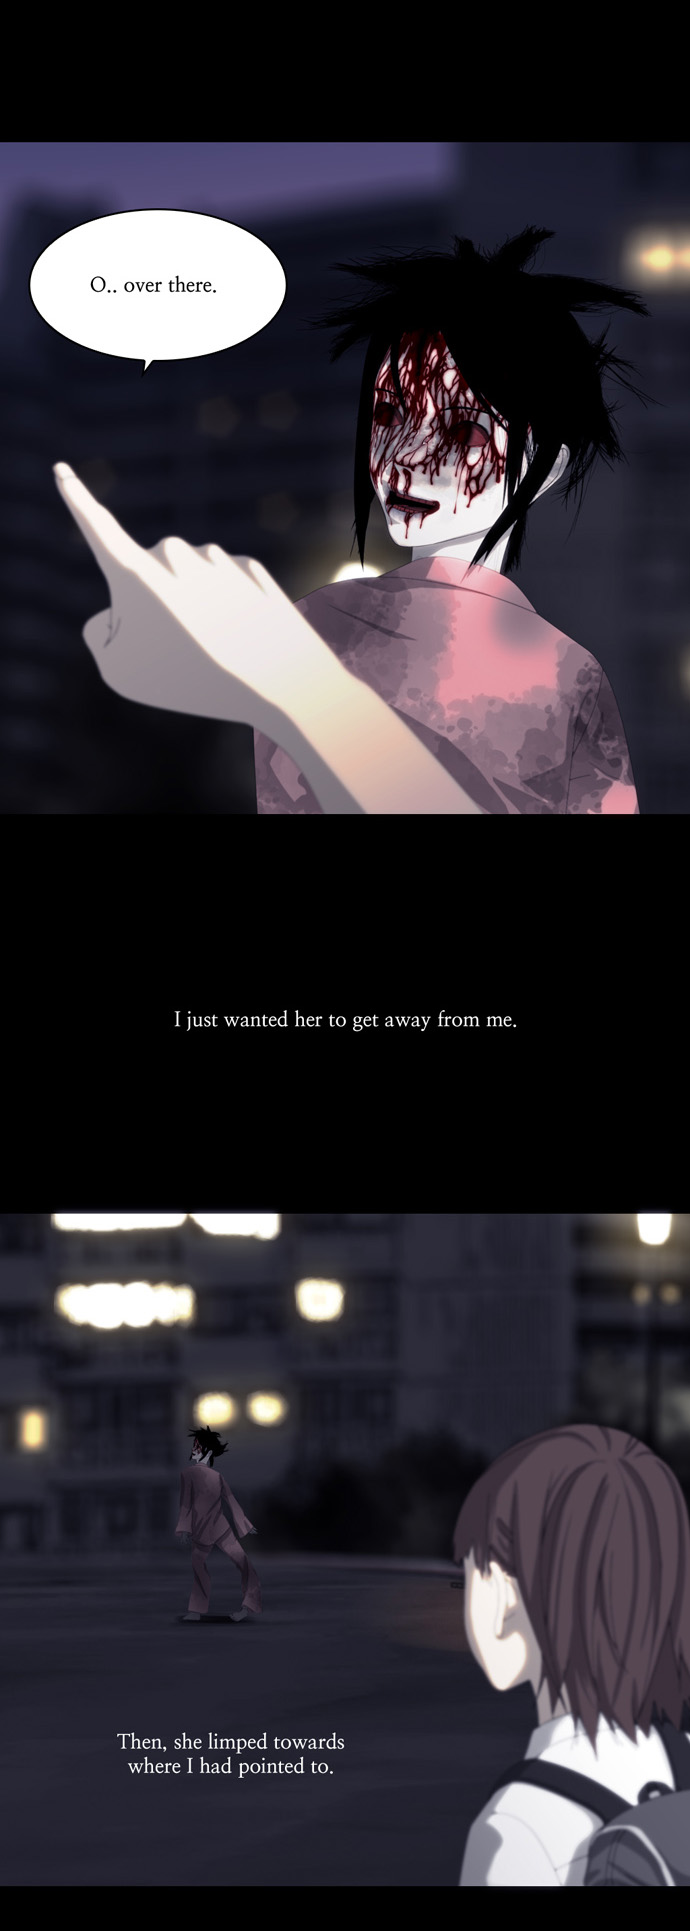 O.. over there.
I just wanted her to get away from me.
Then, she limped towards
where I had pointed to.